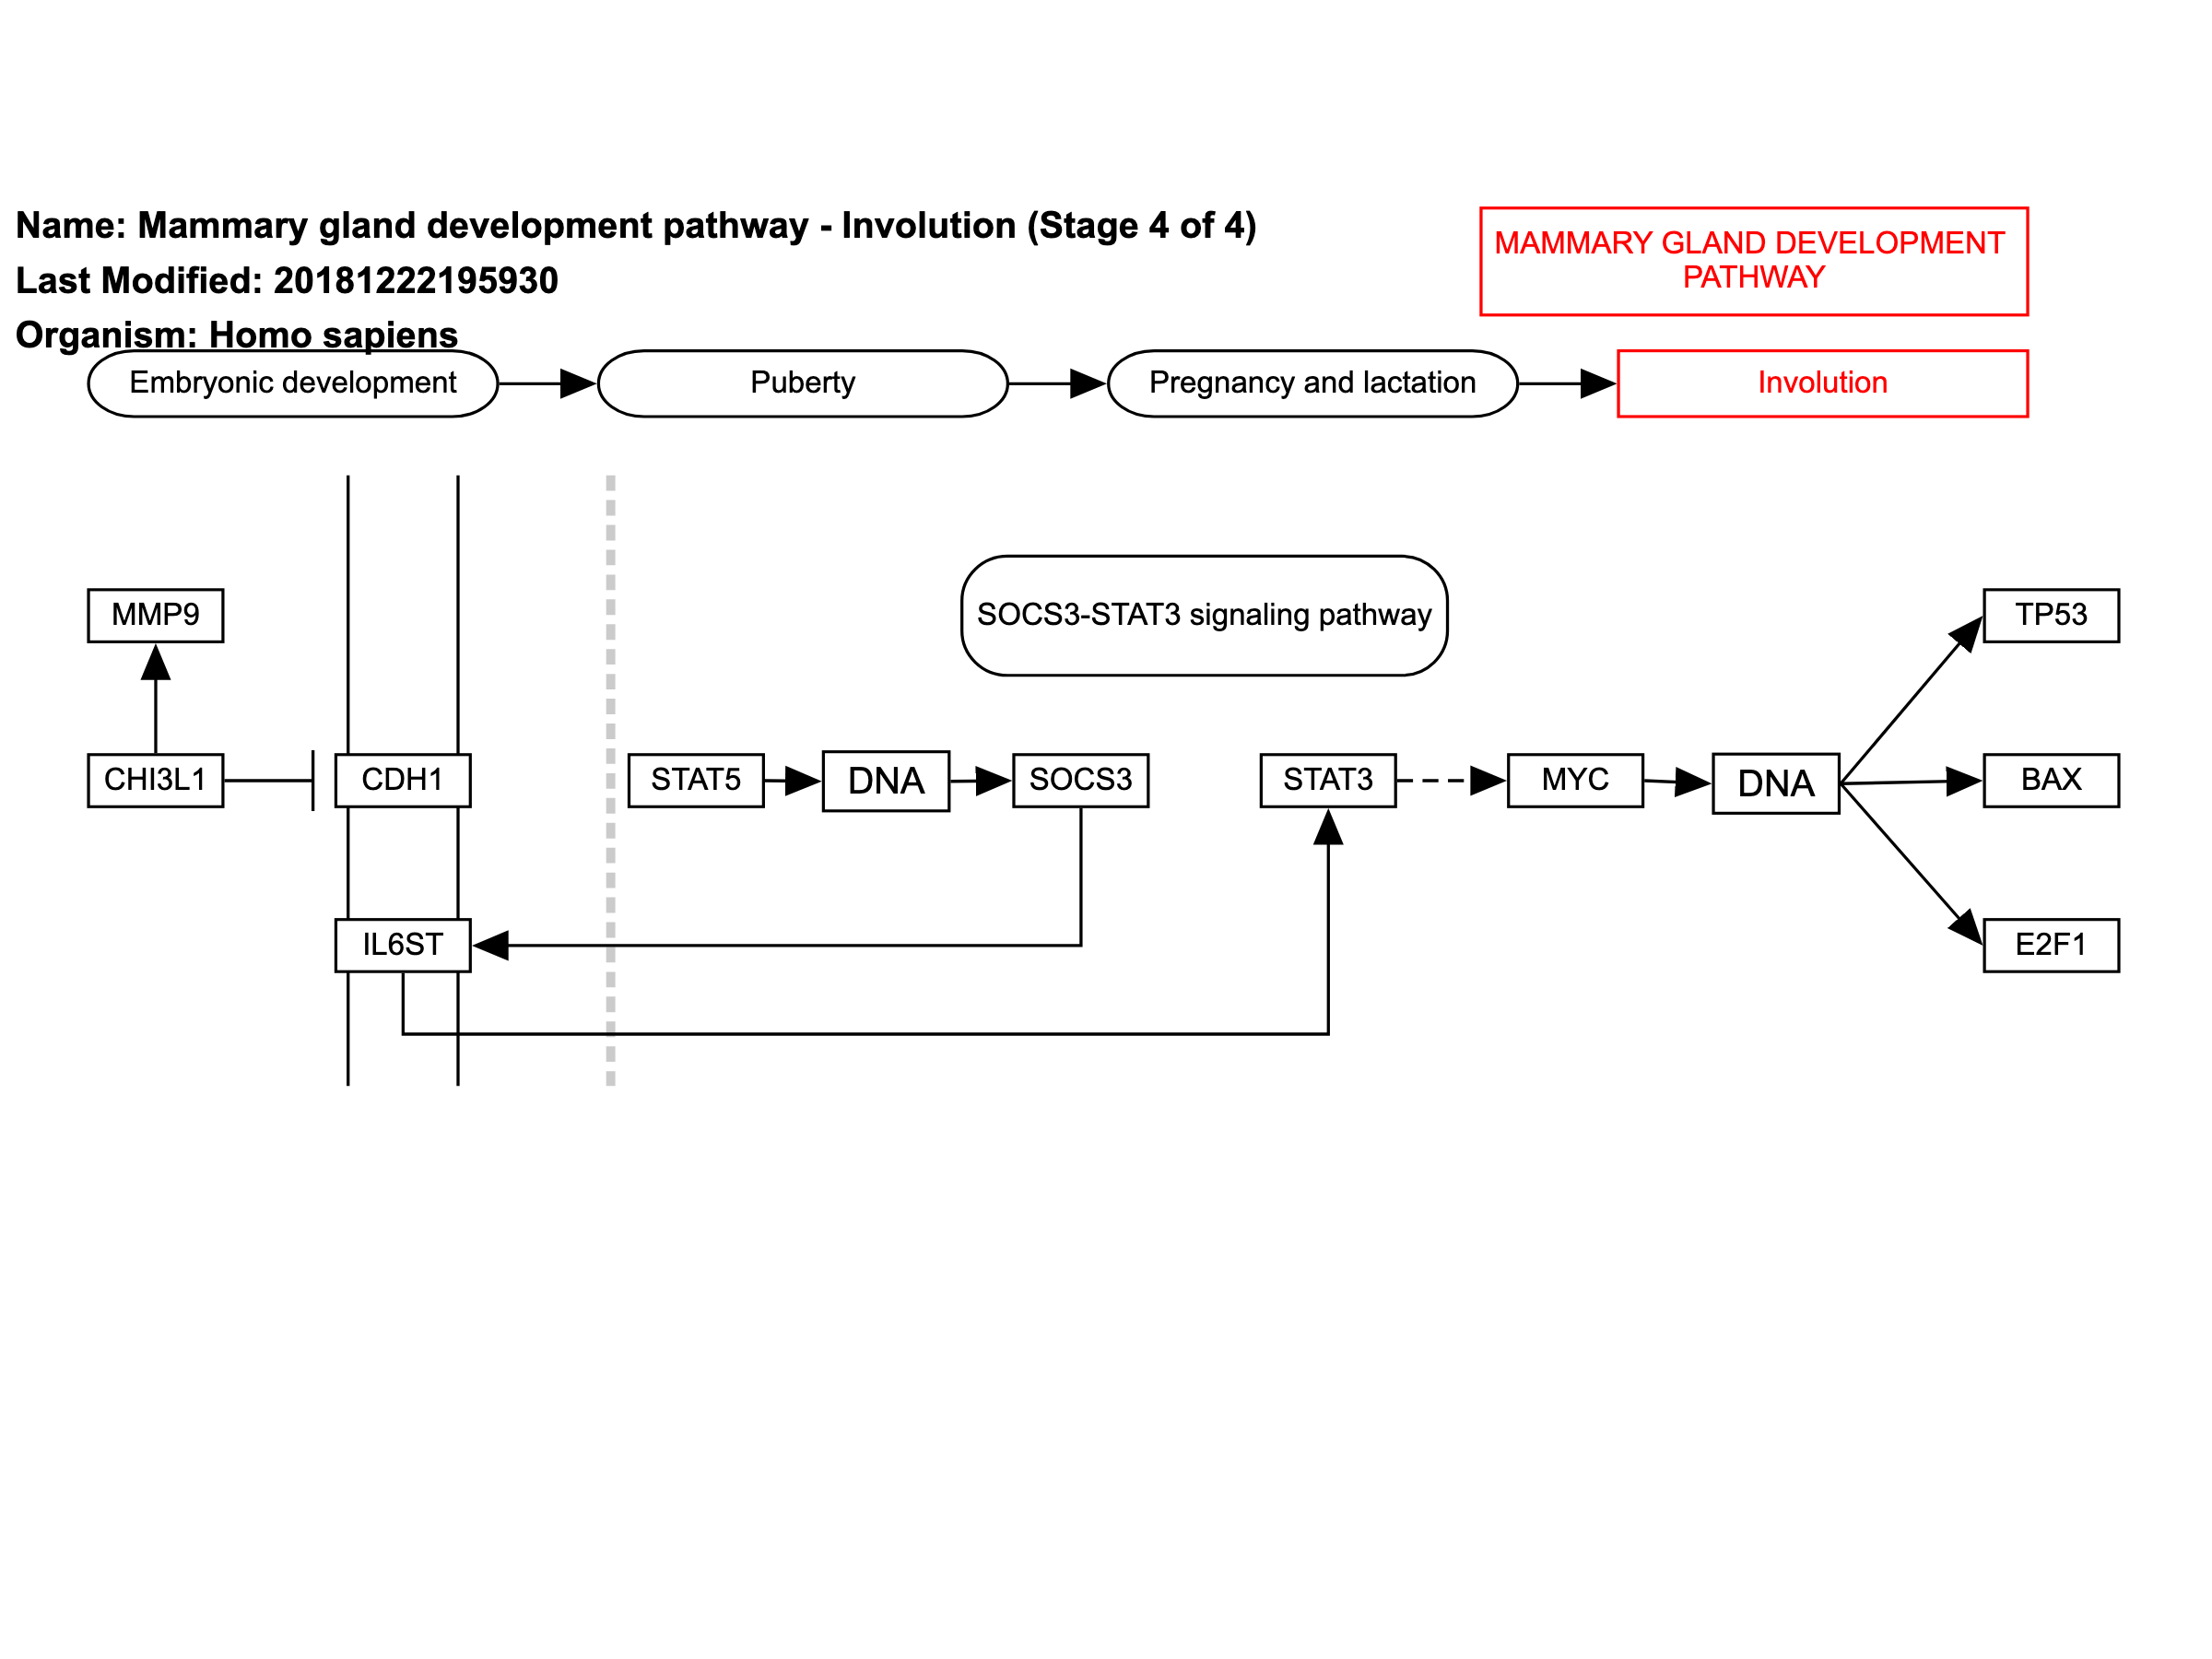 Name: Mammary gland development pathway - Involution (Stage 4 of 4)
Last Modified: 20181222195930
Organism: Homo sapiens
MAMMARY GLAND DEVELOPMENT
PATHWAY
Embryonic development
Puberty
Pregnancy and lactation
Involution
SOCS3-STAT3 signaling pathway
MMP9
TP53
CHI3L1
CDH1
STAT5
DNA
SOCS3
STAT3
MYC
DNA
BAX
IL6ST
E2F1